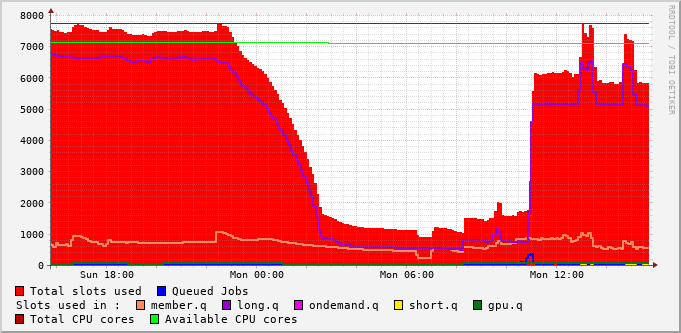 RRDTOOL / TOBI OETIKER
8000
7000
6000
5000
4000
3000
2000
1000
0
Sun 18:00 Mon 00:00 Mon 06:00 Mon 12:00
Total slots used Queued Jobs
Slots used in : member.q long.q ondemand.q short.q gpu.q
Total CPU cores Available CPU cores